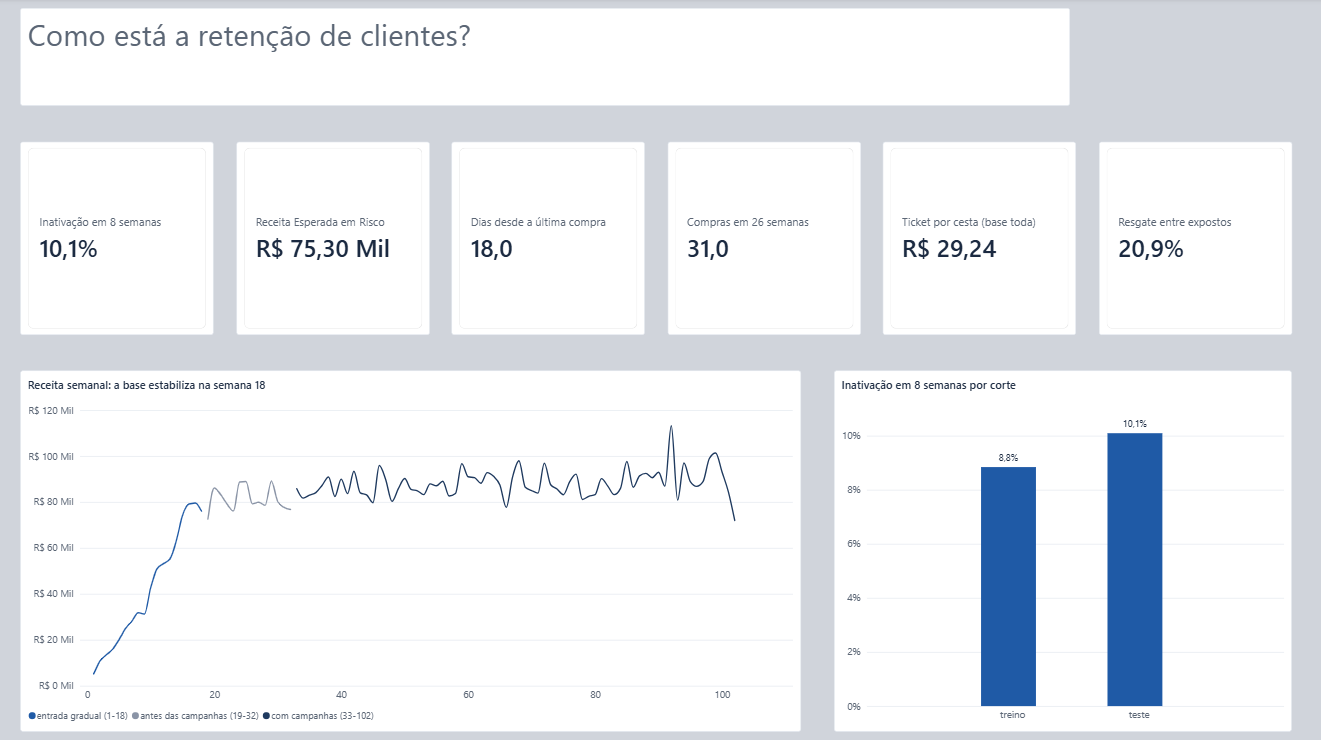 Como está a retenção de clientes?
Inativação em 8 semanas
10,1%
Receita Esperada em Risco
R$ 75,30 Mil
Dias desde a última compra
18,0
Compras em 26 semanas
31,0
Ticket por cesta (base toda)
R$ 29,24
Resgate entre expostos
20,9%
Receita semanal: a base estabiliza na semana 18
R$ 120 Mil
R$ 100 Mil
R$ 80 Mil
R$ 60 Mil
R$ 40 Mil
R$ 20 Mil
R$ 0 Mil
0 20 40 60 80 100
entrada gradual (1-18) antes das campanhas (19-32) com campanhas (33-102)
Inativação em 8 semanas por corte
10%
8%
6%
4%
2%
0%
8,8%
10,1%
treino teste